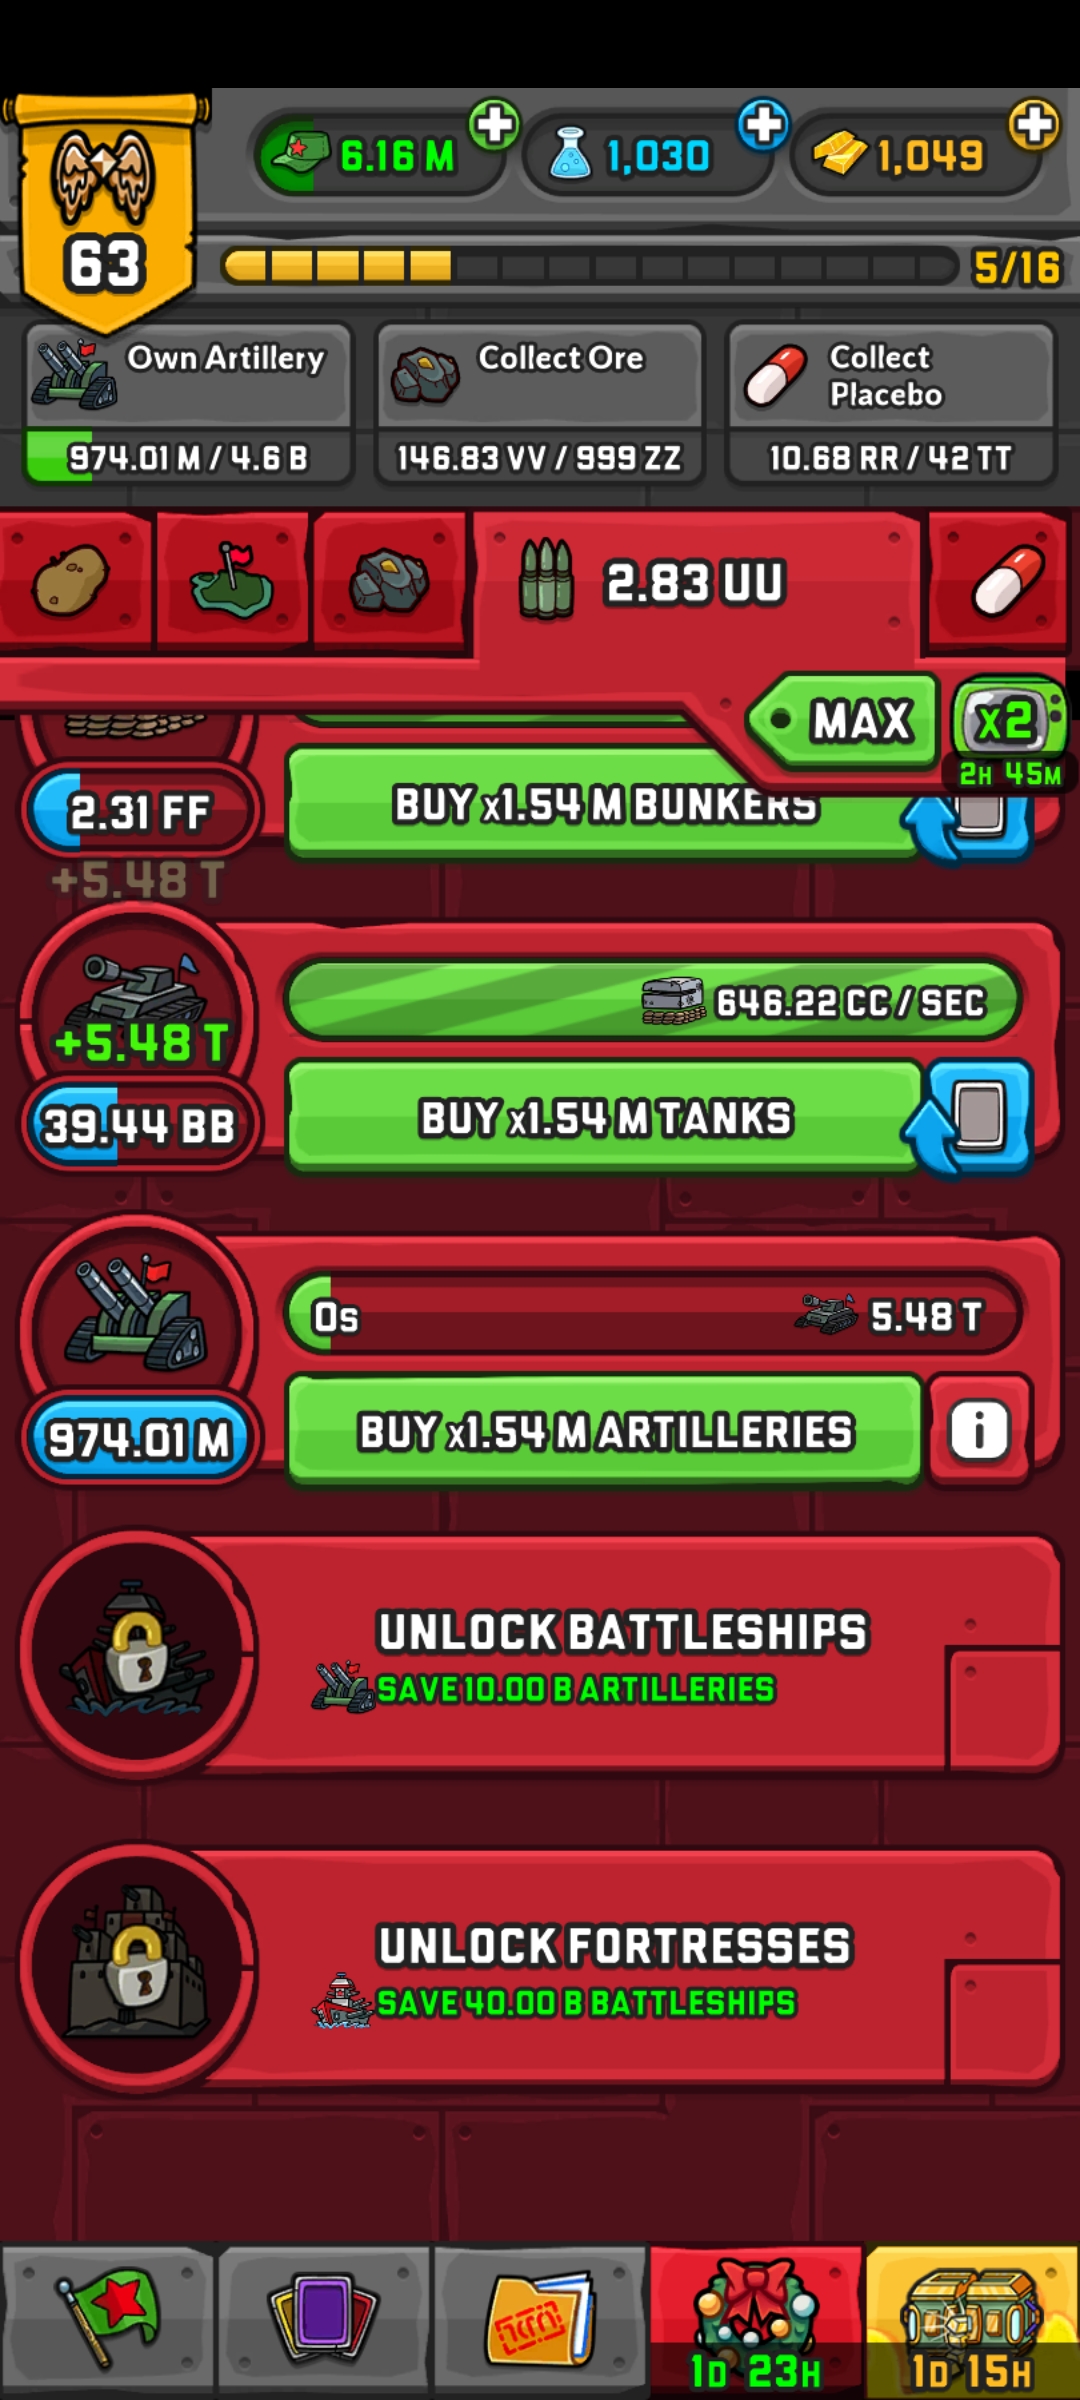 6.16 M
1,030
1,049
63
5/16
Own Artillery
974.01 M / 4.6 B
Collect Ore
146.83 VV / 999 ZZ
Collect
Placebo
10.68 RR / 42 TT
2.83 UU
MAX
x2
2H 45M
2.31 FF
BUY x1.54 M BUNKERS
+5.48 T
646.22 CC / SEC
+5.48 T
39.44 BB
BUY x1.54 M TANKS
0s
5.48 T
974.01 M
BUY x1.54 M ARTILLERIES
i
UNLOCK BATTLESHIPS
SAVE 10.00 B ARTILLERIES
UNLOCK FORTRESSES
SAVE 40.00 B BATTLESHIPS
1D 23H
1D 15H